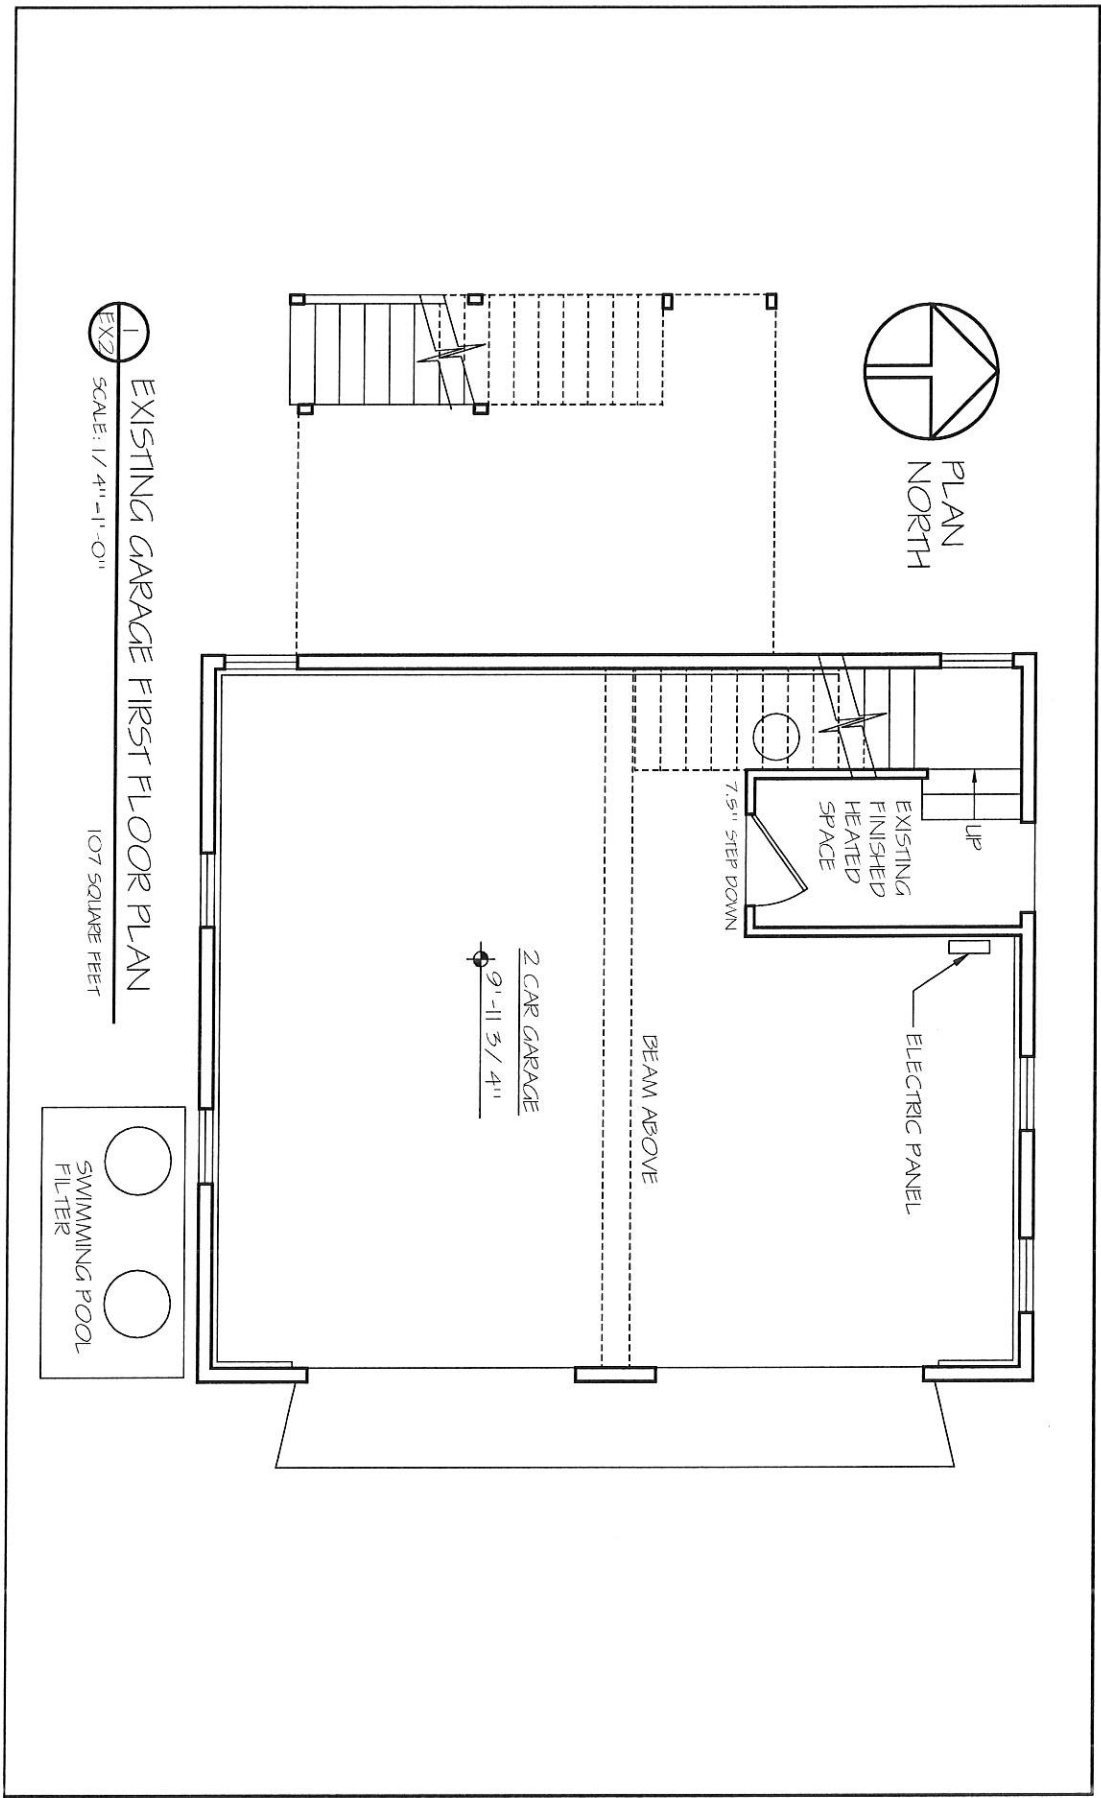 PLAN
NORTH
UP
EXISTING
FINISHED
HEATED
SPACE
7.5" STEP DOWN
ELECTRIC PANEL
BEAM ABOVE
2 CAR GARAGE
9'-11 3/4"
1
EX2
EXISTING GARAGE FIRST FLOOR PLAN
SCALE: 1/4"-1'-0"
107 SQUARE FEET
SWIMMING POOL
FILTER